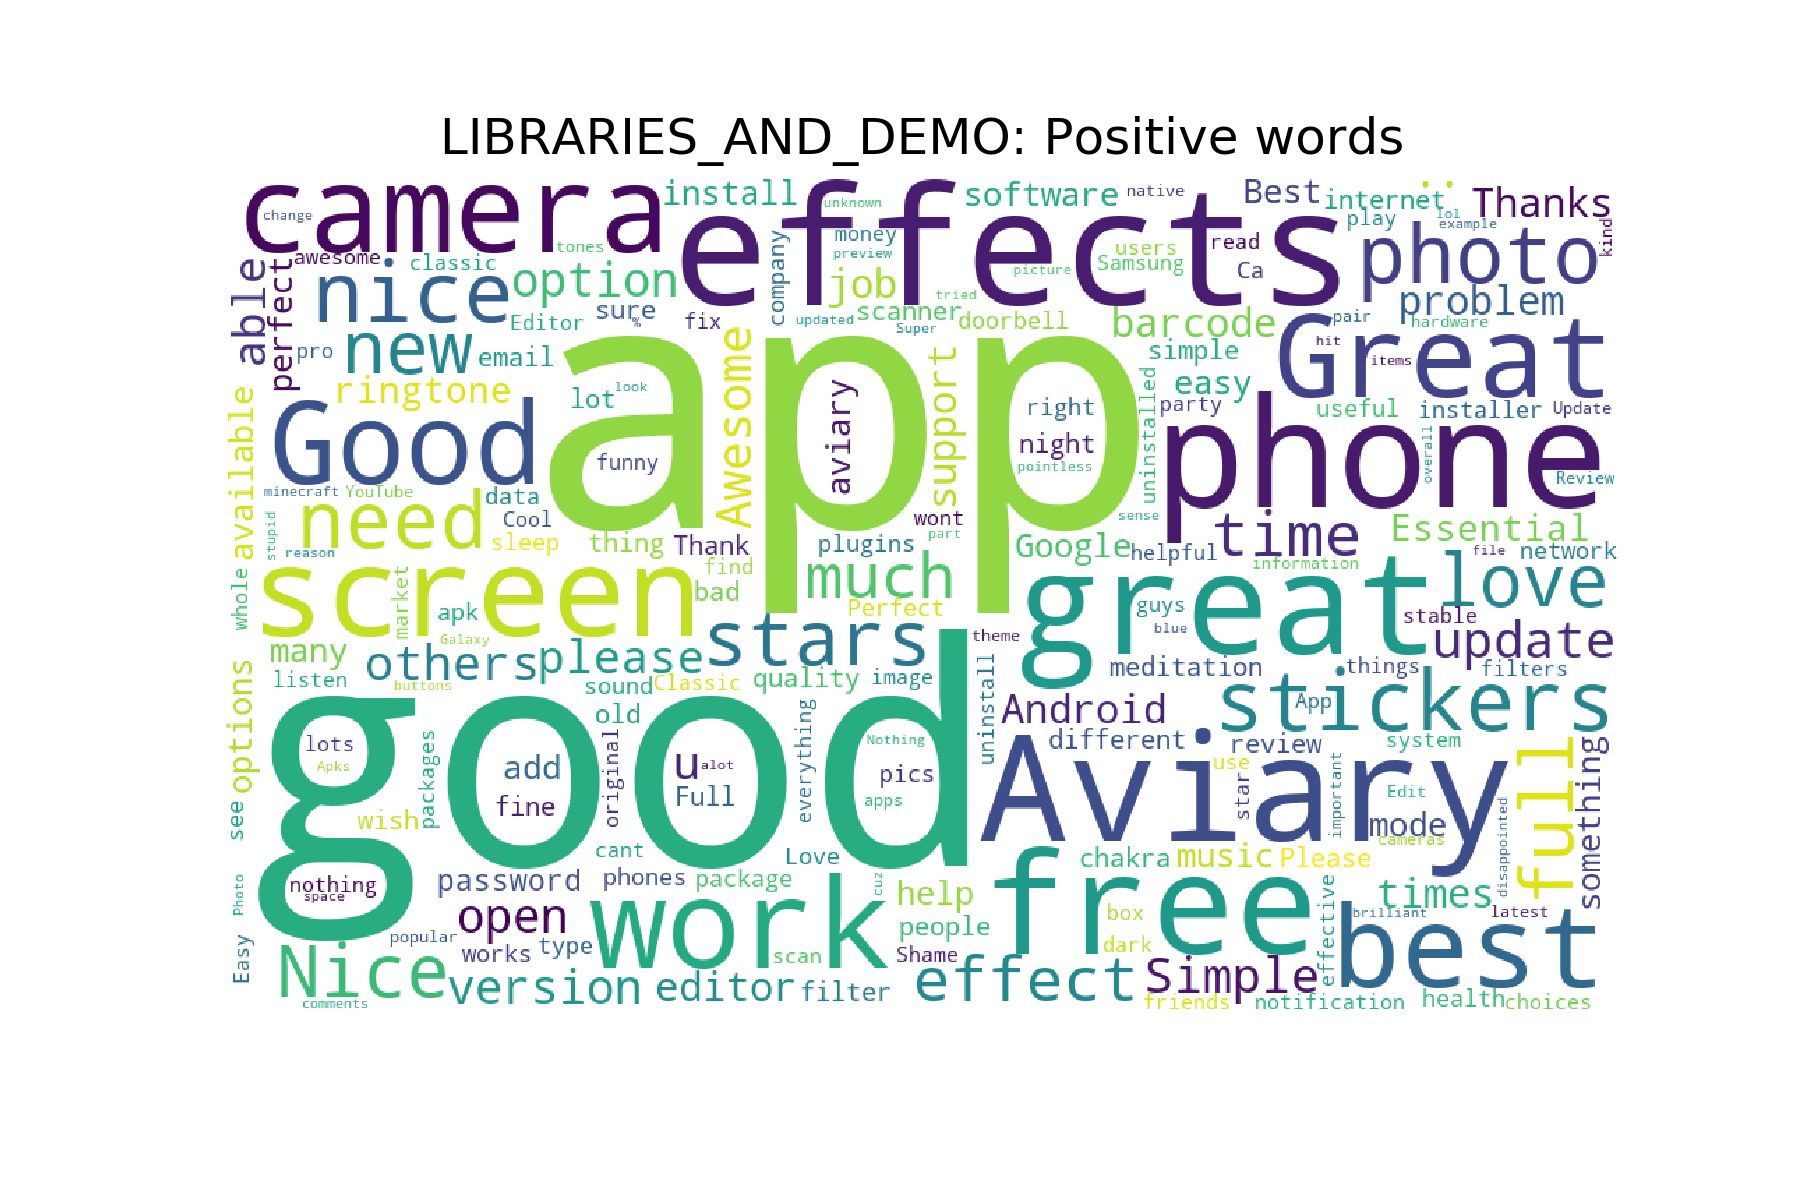 LIBRARIES_AND_DEMO: Positive words
camera
effects
install
software
native
Best
internet
Thanks
unknown
change
tones
money
preview
users
read
play
lol
example
kind
photo
awesome
classic
perfect
able
nice
option
company
job
picture
Samsung
Ca
problem
Editor
sure
%
fix
updated
scanner
tried
Super
doorbell
barcode
pair
hardware
pro
new
email
Awesome
app
simple
hit
items
Great
ringtone
lot
look
aviary
support
right
uninstalled
easy
party
useful
installer
Update
Good
funny
night
pointless
phone
overall
Review
available
minecraft
YouTube
data
need
Cool
sleep
stupid
reason
thing
Thank
wont
part
plugins
sense
Google
helpful
time
Essential
file
network
information
whole
screen
market
apk
Galaxy
find
bad
much
Perfect
great
guys
blue
love
stable
many
others
please
stars
theme
update
listen
buttons
sound
Classic
quality
image
meditation
things
filters
options
good
old
uninstall
Android
App
stickers
lots
Apks
packages
add
fine
original
u
alot
Full
everything
Nothing
pics
apps
different
review
system
use
star
important
Edit
full
something
see
wish
Aviary
mode
cameras
disappointed
cant
Love
chakra
music
Please
Photo
nothing
space
password
phones
package
cuz
help
free
box
effective
times
brilliant
latest
popular
open
work
people
dark
best
Easy
Nice
works
type
scan
Shame
comments
version
editor
filter
effect
Simple
friends
notification
health
choices